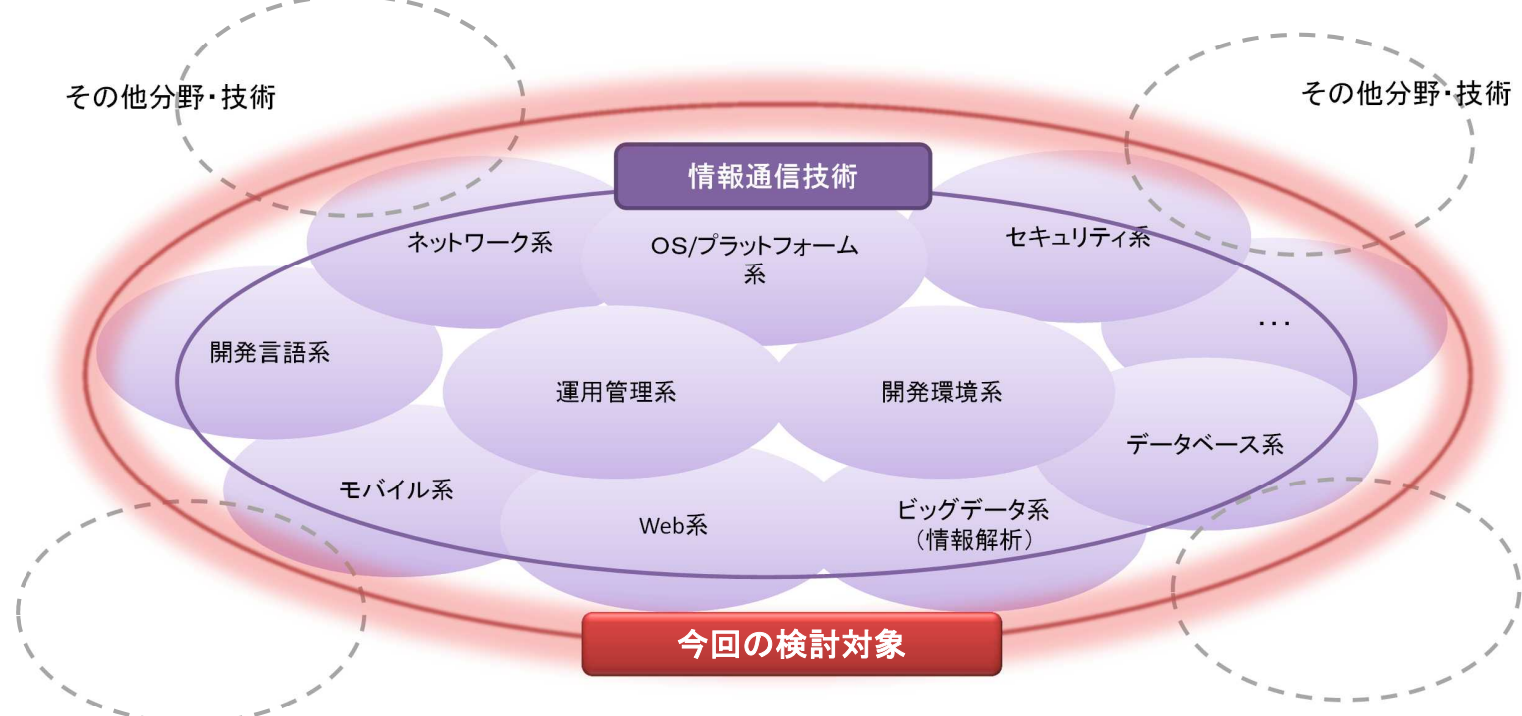 その他分野・技術
その他分野・技術
情報通信技術
ネットワーク系
OS/プラットフォーム
系
セキュリティ系
・・・
開発言語系
運用管理系
開発環境系
データベース系
モバイル系
Web系
ビッグデータ系
（情報解析）
今回の検討対象